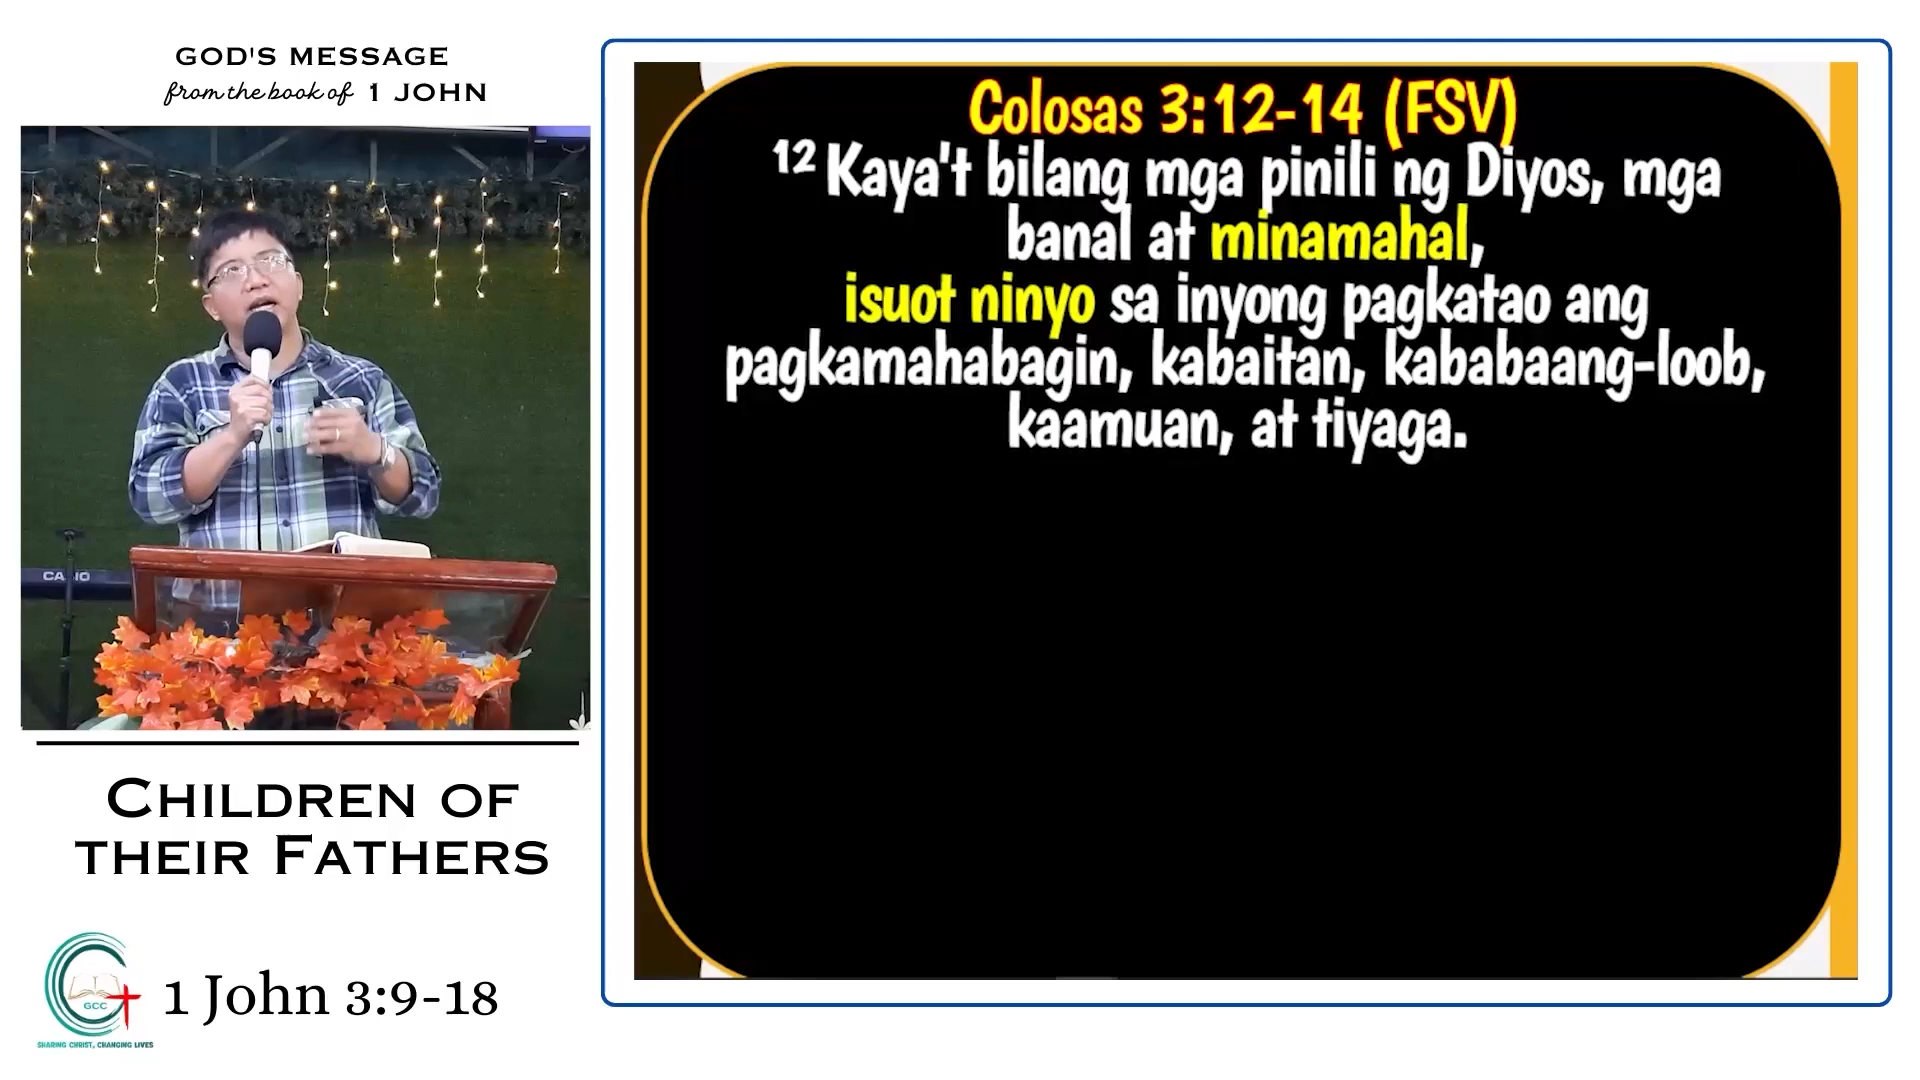 GOD'S MESSAGE
from the book of 1 JOHN
CASIO
CHILDREN OF
THEIR FATHERS
GCC
SHARING CHRIST, CHANGING LIVES
1 John 3:9-18
Colosas 3:12-14 (FSV)
12 Kaya't bilang mga pinili ng Diyos, mga
banal at minamahal,
isuot ninyo sa inyong pagkatao ang
pagkamahabagin, kabaitan, kababaang-loob,
kaamuan, at tiyaga.